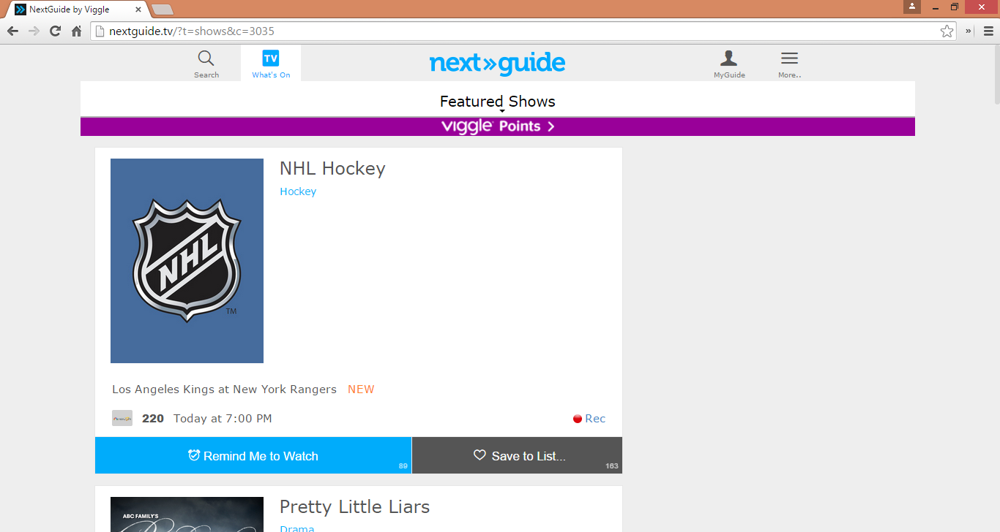 NextGuide by Viggle
nextguide.tv/?t=shows&c=3035
Search
TV
What's On
next»guide
MyGuide
More..
Featured Shows
viggle Points >
NHL Hockey
Hockey
NHL
TM
Los Angeles Kings at New York Rangers NEW
220 Today at 7:00 PM
Rec
Remind Me to Watch 89
Save to List... 163
Pretty Little Liars
ABC FAMILY'S
Drama